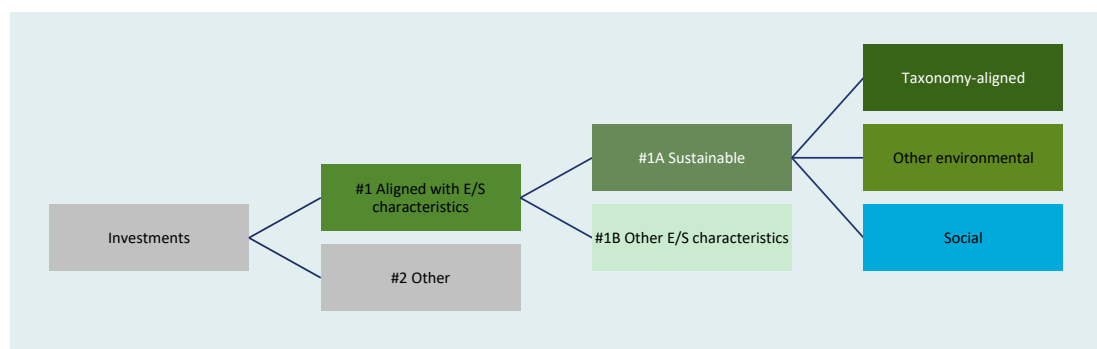 Investments
#1 Aligned with E/S
characteristics
#2 Other
#1A Sustainable
#1B Other E/S characteristics
Taxonomy-aligned
Other environmental
Social